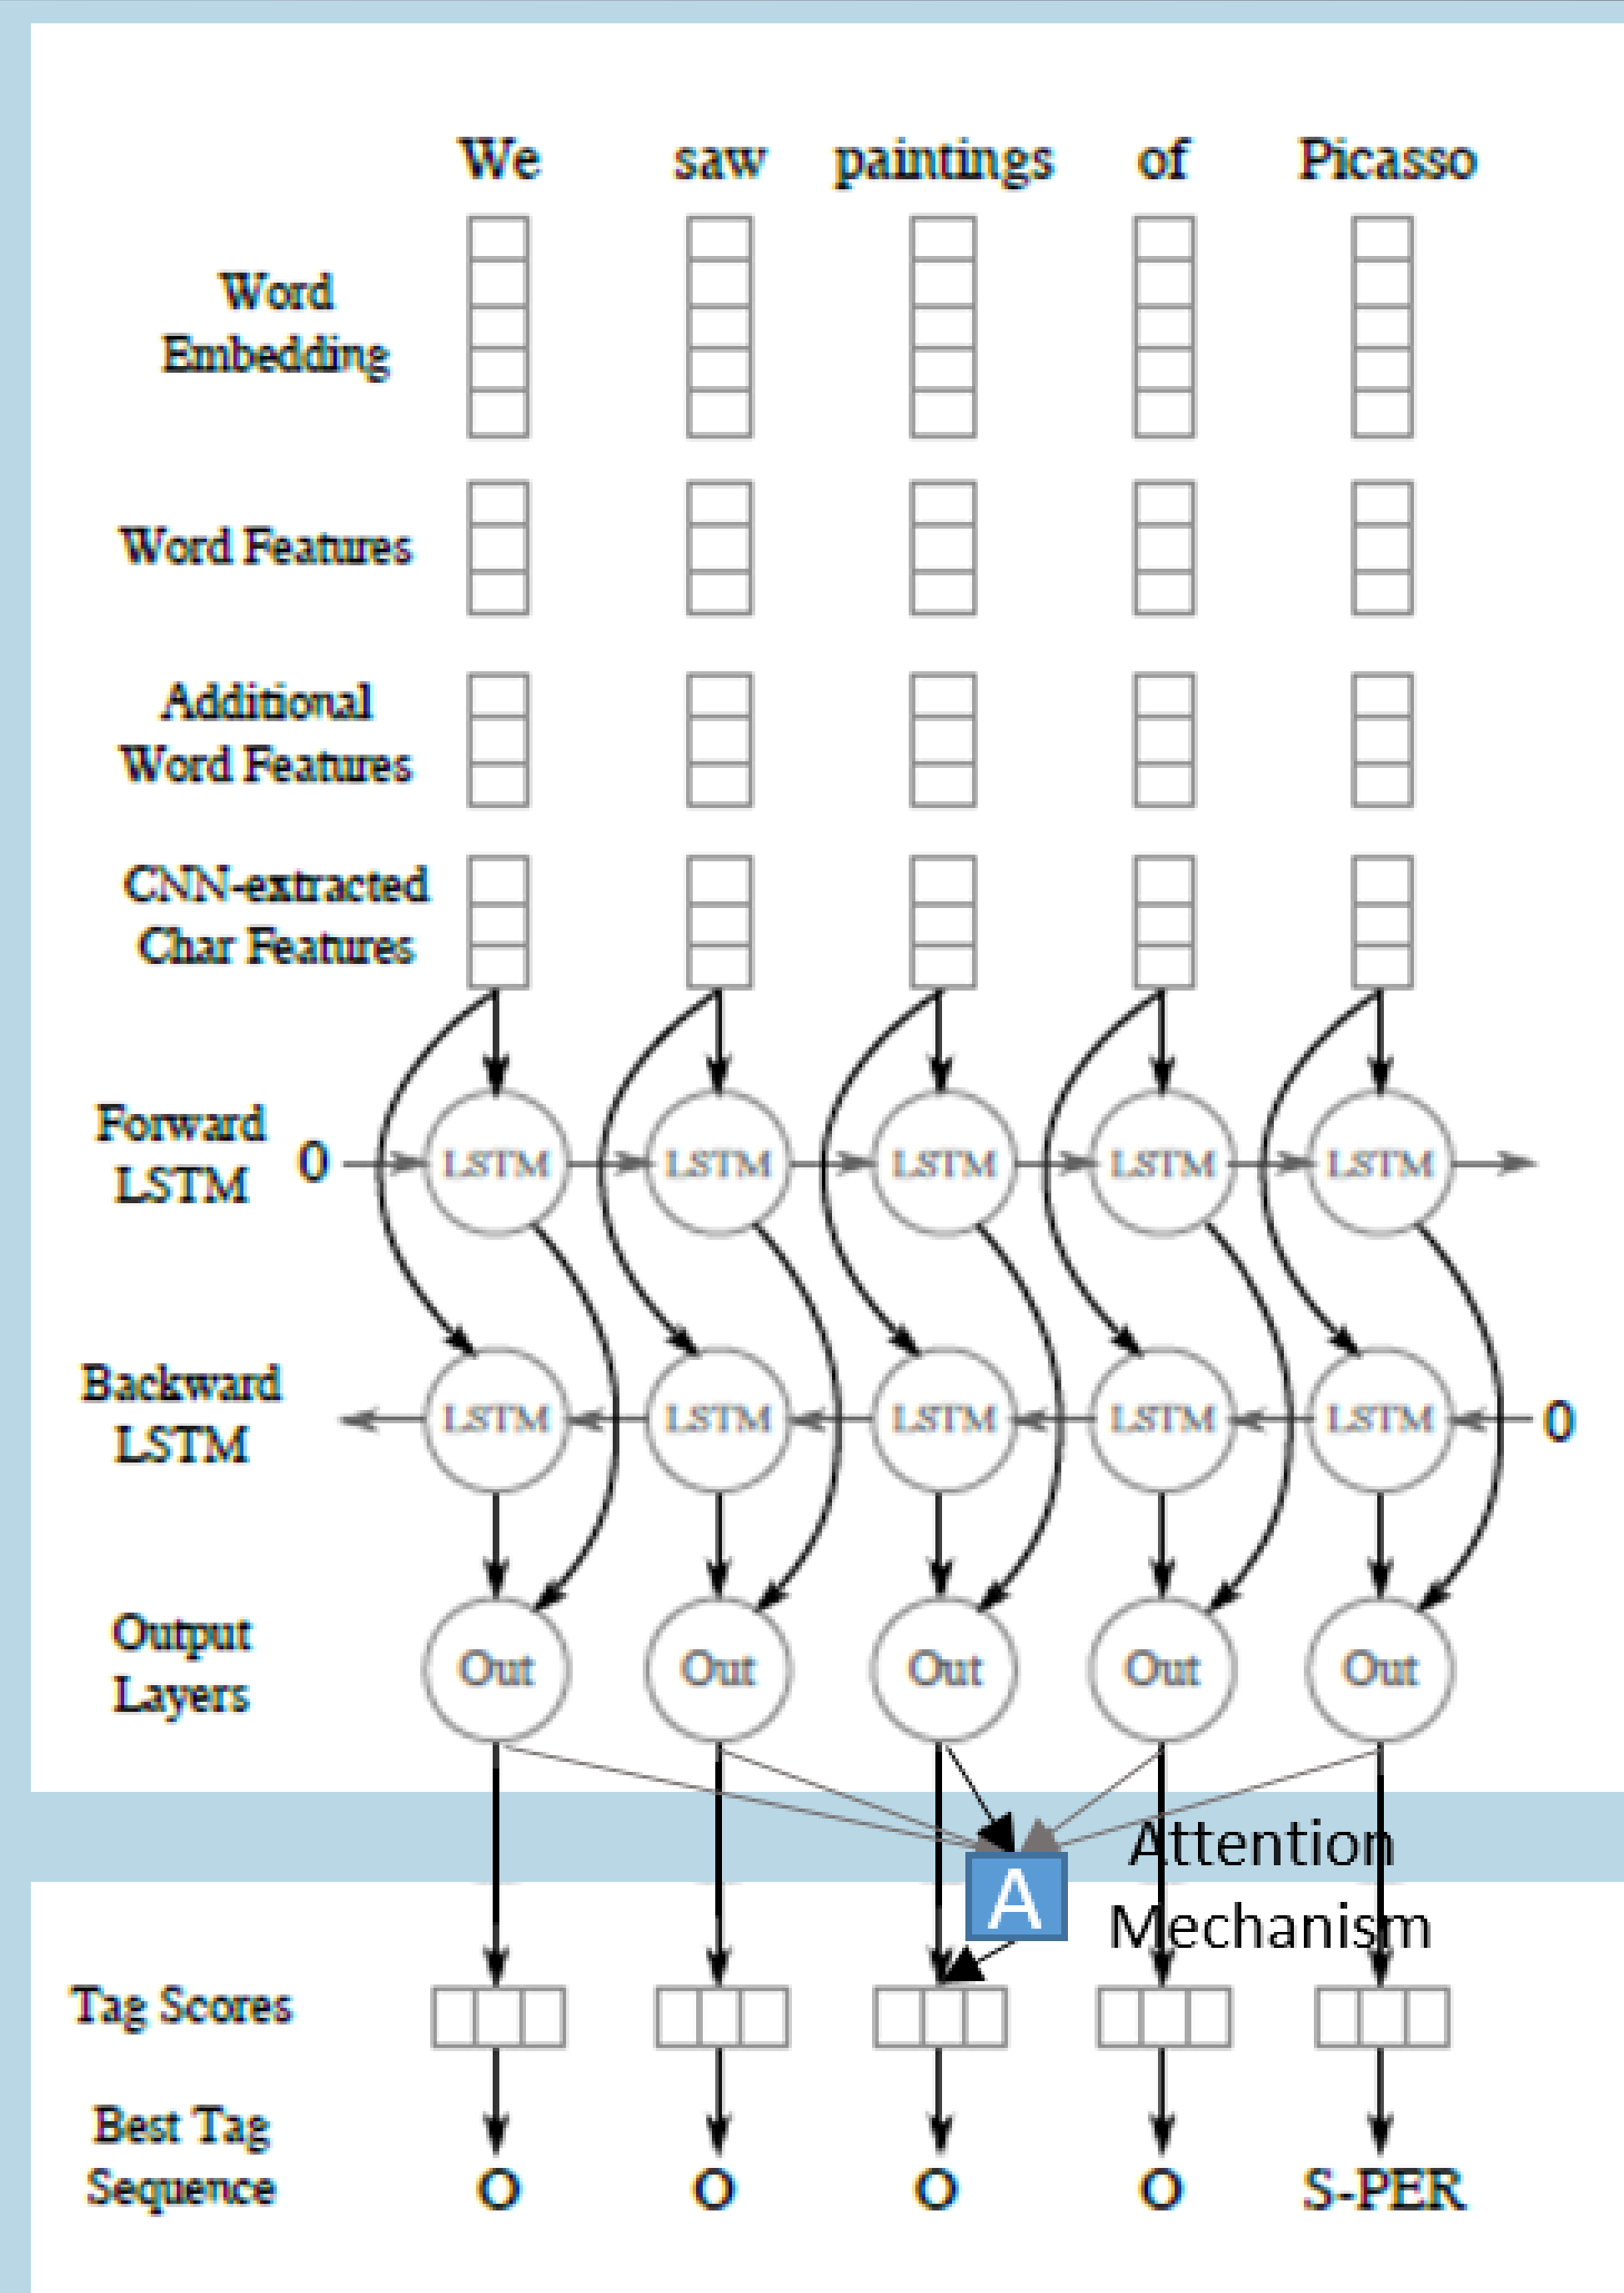 We saw paintings of Picasso
Word
Embedding
Word Features
Additional
Word Features
CNN-extracted
Char Features
Forward
LSTM
0 LSTM LSTM LSTM LSTM LSTM
Backward
LSTM
LSTM LSTM LSTM LSTM LSTM 0
Output
Layers
Out Out Out Out Out
Attention
Mechanism
A
Tag Scores
Best Tag
Sequence
O O O O S-PER